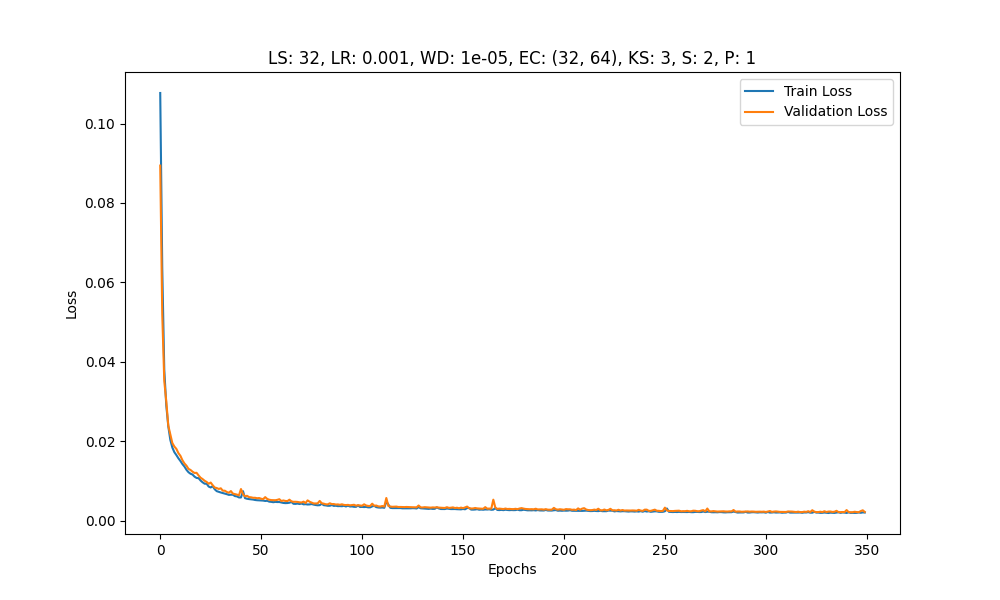 LS: 32, LR: 0.001, WD: 1e-05, EC: (32, 64), KS: 3, S: 2, P: 1
Train Loss
Validation Loss
0.10
0.08
0.06
0.04
0.02
0.00
Loss
0 50 100 150 200 250 300 350
Epochs